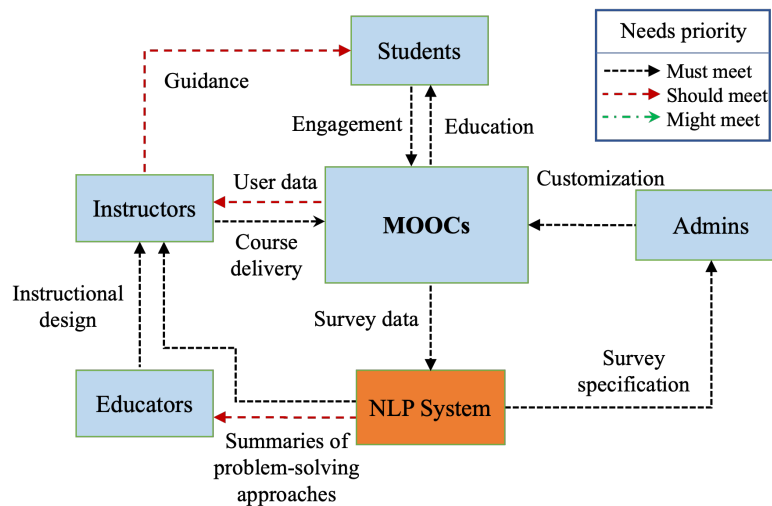 Students
Needs priority
Must meet
Should meet
Might meet
Guidance
Engagement
Education
Instructors
User data
Course
delivery
MOOCs
Customization
Admins
Instructional
design
Survey data
Survey
specification
Educators
NLP System
Summaries of
problem-solving
approaches